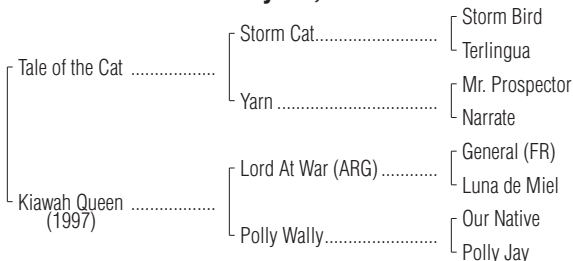 Storm Bird
Storm Cat....................
Terlingua
Tale of the Cat ..................
Mr. Prospector
Yarn ..................................
Narrate
General (FR)
Lord At War (ARG) ............
Luna de Miel
Kiawah Queen ..................
(1997)
Our Native
Polly Wally........................
Polly Jay